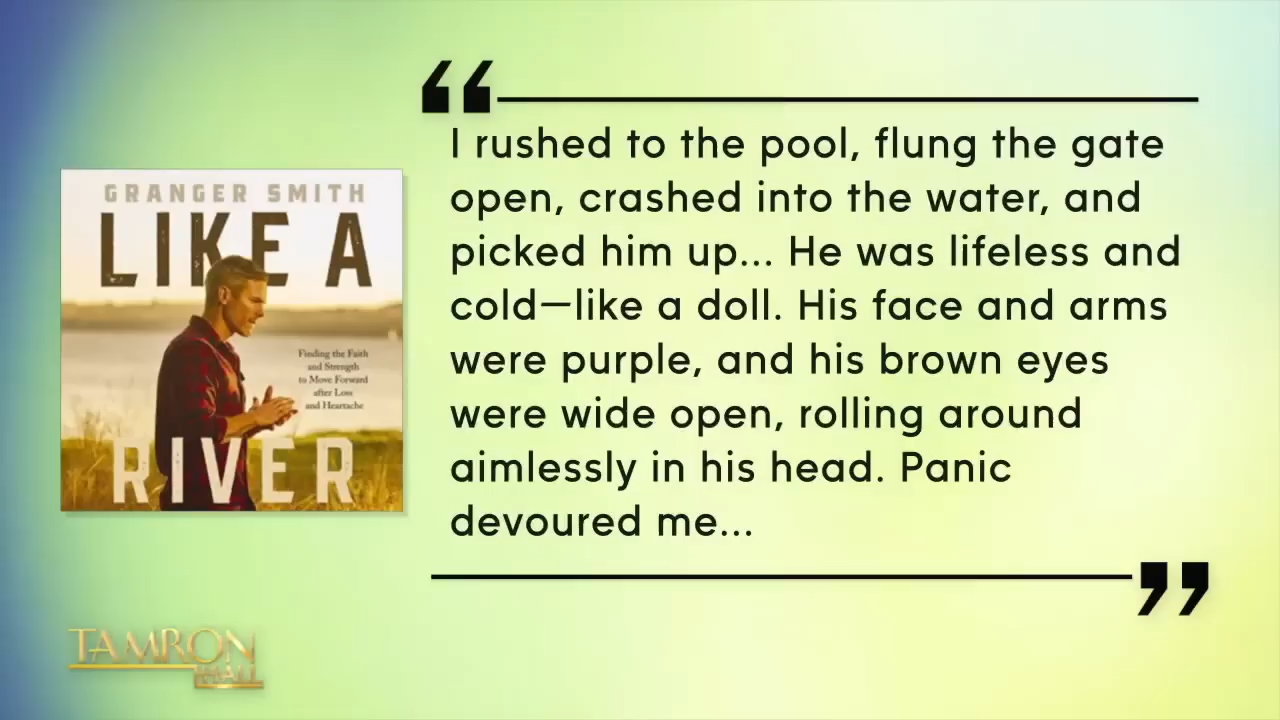 GRANGER SMITH
LIKE A
Finding the Faith
and Strength
to Move Forward
after Loss
and Heartache
RIVER
“
I rushed to the pool, flung the gate
open, crashed into the water, and
picked him up... He was lifeless and
cold—like a doll. His face and arms
were purple, and his brown eyes
were wide open, rolling around
aimlessly in his head. Panic
devoured me...
”
TAMRON
HALL